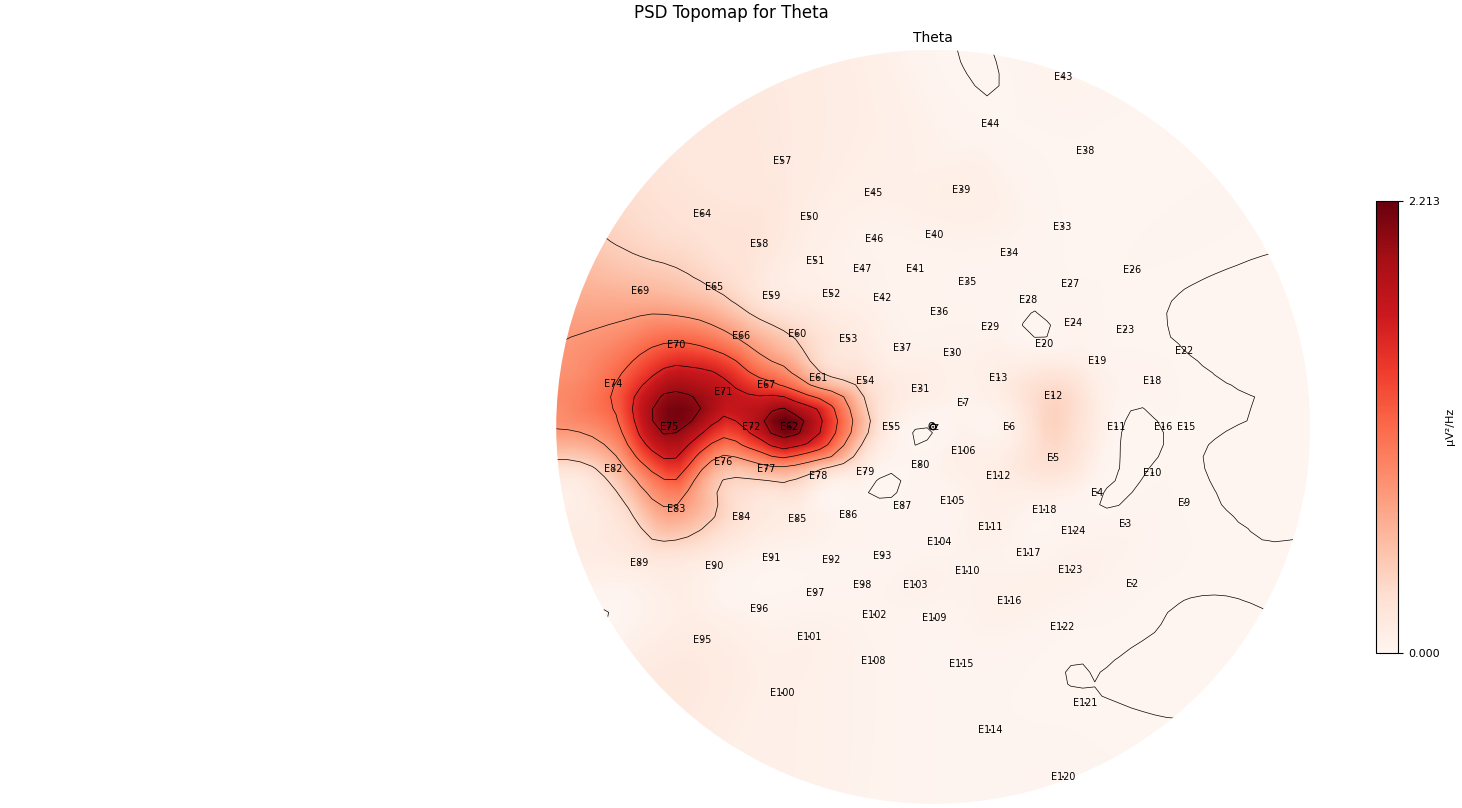 PSD Topomap for Theta
Theta
E43
E44
E38
E57
E45 E39
E64 E50
E33
E58 E46 E40
E34
E51 E47 E41 E26
E35 E27
E69 E65 E59 E52 E42 E28
E36
E29 E24 E23
E66 E60 E53
E70 E37 E30 E20 E22
E19
E74 E71 E67 E61 E54 E31 E13 E12 E18
E7
E75 E72 E62 E55 Cz E6 E11 E16 E15
E106
E82 E76 E77 E78 E79 E80 E112 E5 E10
E83 E84 E85 E86 E87 E105 E118 E4 E9
E111 E124 E3
E89 E90 E91 E92 E93 E104 E117
E110 E123
E96 E97 E98 E103 E116 E2
E102 E109
E95 E101 E122
E108 E115
E100 E121
E114
E120
2.213
µV²/Hz
0.000